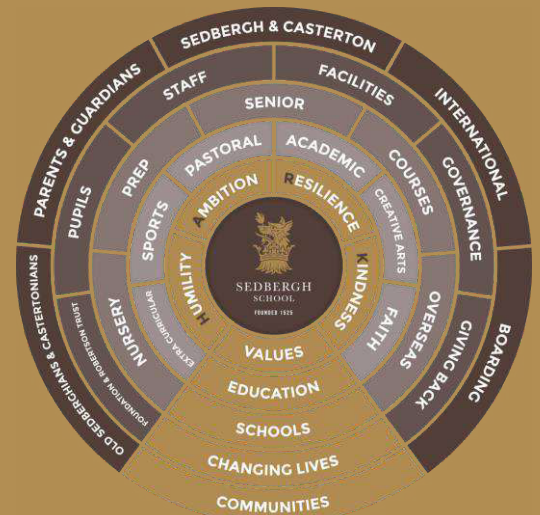 OLD SEDBERGHIANS & CASTERTONIANS
PARENTS & GUARDIANS
SEDBERGH & CASTERTON
INTERNATIONAL
BOARDING
FOUNDATION & ROBERTSON TRUST
PUPILS
STAFF
FACILITIES
GOVERNANCE
GIVING BACK
NURSERY
PREP
SENIOR
COURSES
OVERSEAS
EXTRA CURRICULAR
SPORTS
PASTORAL
ACADEMIC
CREATIVE ARTS
FAITH
HUMILITY
AMBITION
RESILIENCE
KINDNESS
SEDBERGH
SCHOOL
FOUNDED 1525
VALUES
EDUCATION
SCHOOLS
CHANGING LIVES
COMMUNITIES